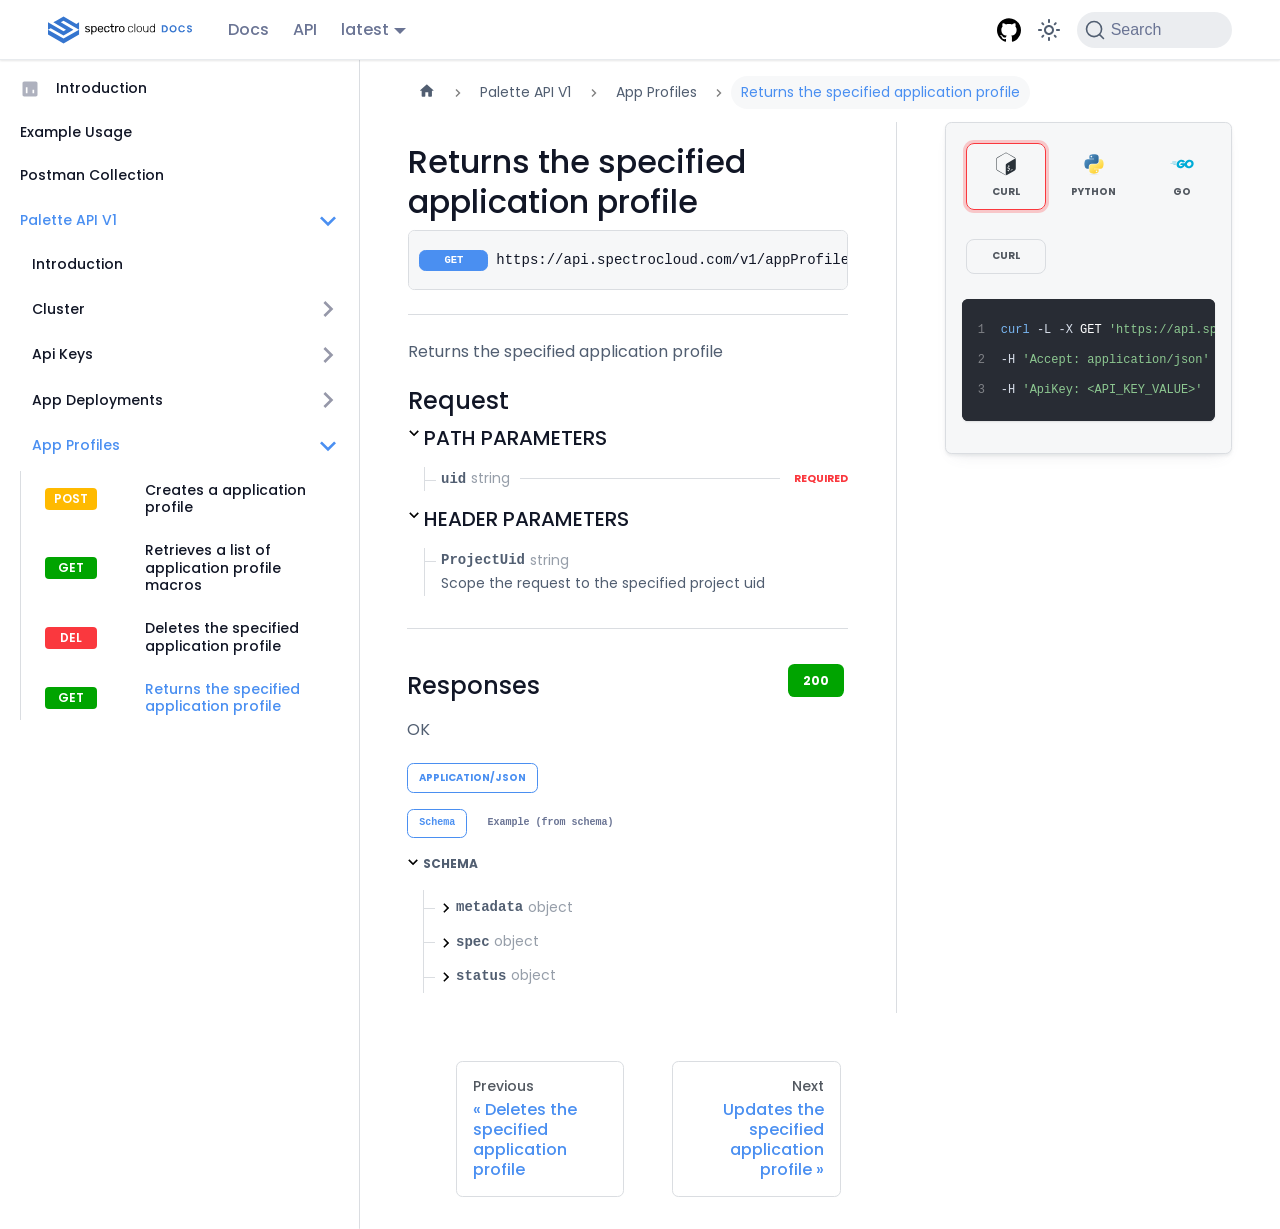 spectro cloud DOCS
Docs
API
latest
Search
Introduction
Example Usage
Postman Collection
Palette API V1
Introduction
Cluster
Api Keys
App Deployments
App Profiles
POST
Creates a application
profile
GET
Retrieves a list of
application profile
macros
DEL
Deletes the specified
application profile
GET
Returns the specified
application profile
Palette API V1
App Profiles
Returns the specified application profile
Returns the specified
application profile
GET https://api.spectrocloud.com/v1/appProfile
Returns the specified application profile
Request
PATH PARAMETERS
uid string
REQUIRED
HEADER PARAMETERS
ProjectUid string
Scope the request to the specified project uid
Responses
200
OK
APPLICATION/JSON
Schema
Example (from schema)
SCHEMA
metadata object
spec object
status object
CURL
PYTHON
GO
CURL
1 curl -L -X GET 'https://api.sp
2 -H 'Accept: application/json'
3 -H 'ApiKey: <API_KEY_VALUE>'
Previous
« Deletes the
specified
application
profile
Next
Updates the
specified
application
profile »